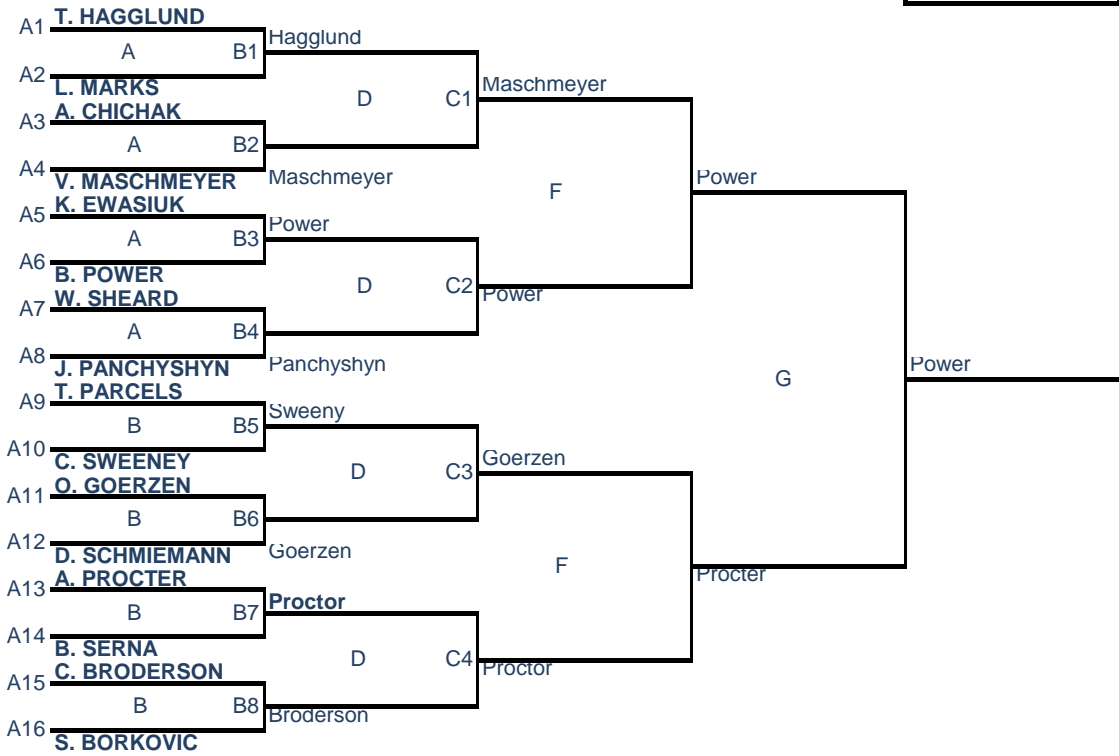 A1 T. HAGGLUND
A B1 Hagglund
A2 L. MARKS
D C1 Maschmeyer
A3 A. CHICHAK
A B2
A4 V. MASCHMEYER
Maschmeyer
F Power
A5 K. EWASIUK
A B3 Power
A6 B. POWER
D C2 Power
A7 W. SHEARD
A B4
A8 J. PANCHYSHYN
Panchyshyn
G Power
A9 T. PARCELS
B B5 Sweeny
A10 C. SWEENEY
D C3 Goerzen
A11 O. GOERZEN
B B6
A12 D. SCHMIEMANN
Goerzen
F Procter
A13 A. PROCTER
B B7 Proctor
A14 B. SERNA
D C4 Proctor
A15 C. BRODERSON
B B8 Broderson
A16 S. BORKOVIC